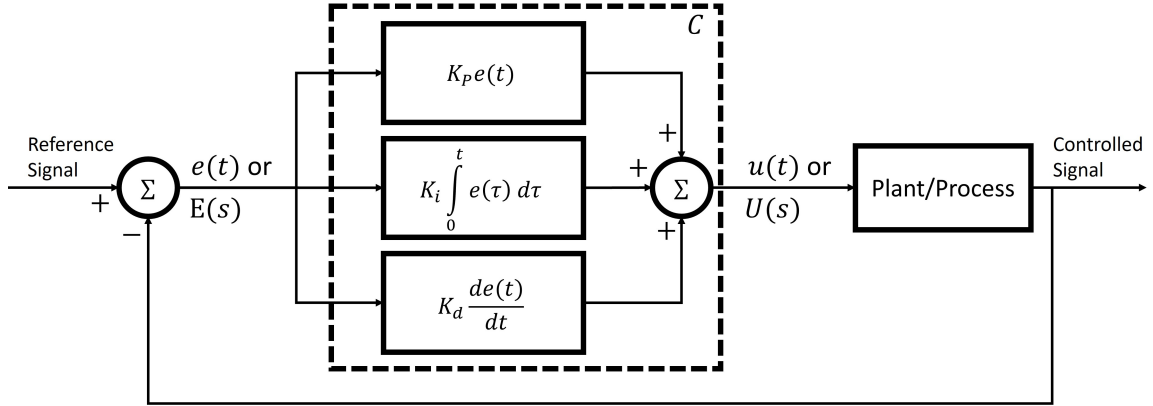 C
K_P e(t)
Reference
Signal
+
Σ
−
e(t) or
E(s)
K_i ∫_0^t e(τ) dτ
+
+
+
Σ
u(t) or
U(s)
Plant/Process
Controlled
Signal
K_d de(t)/dt